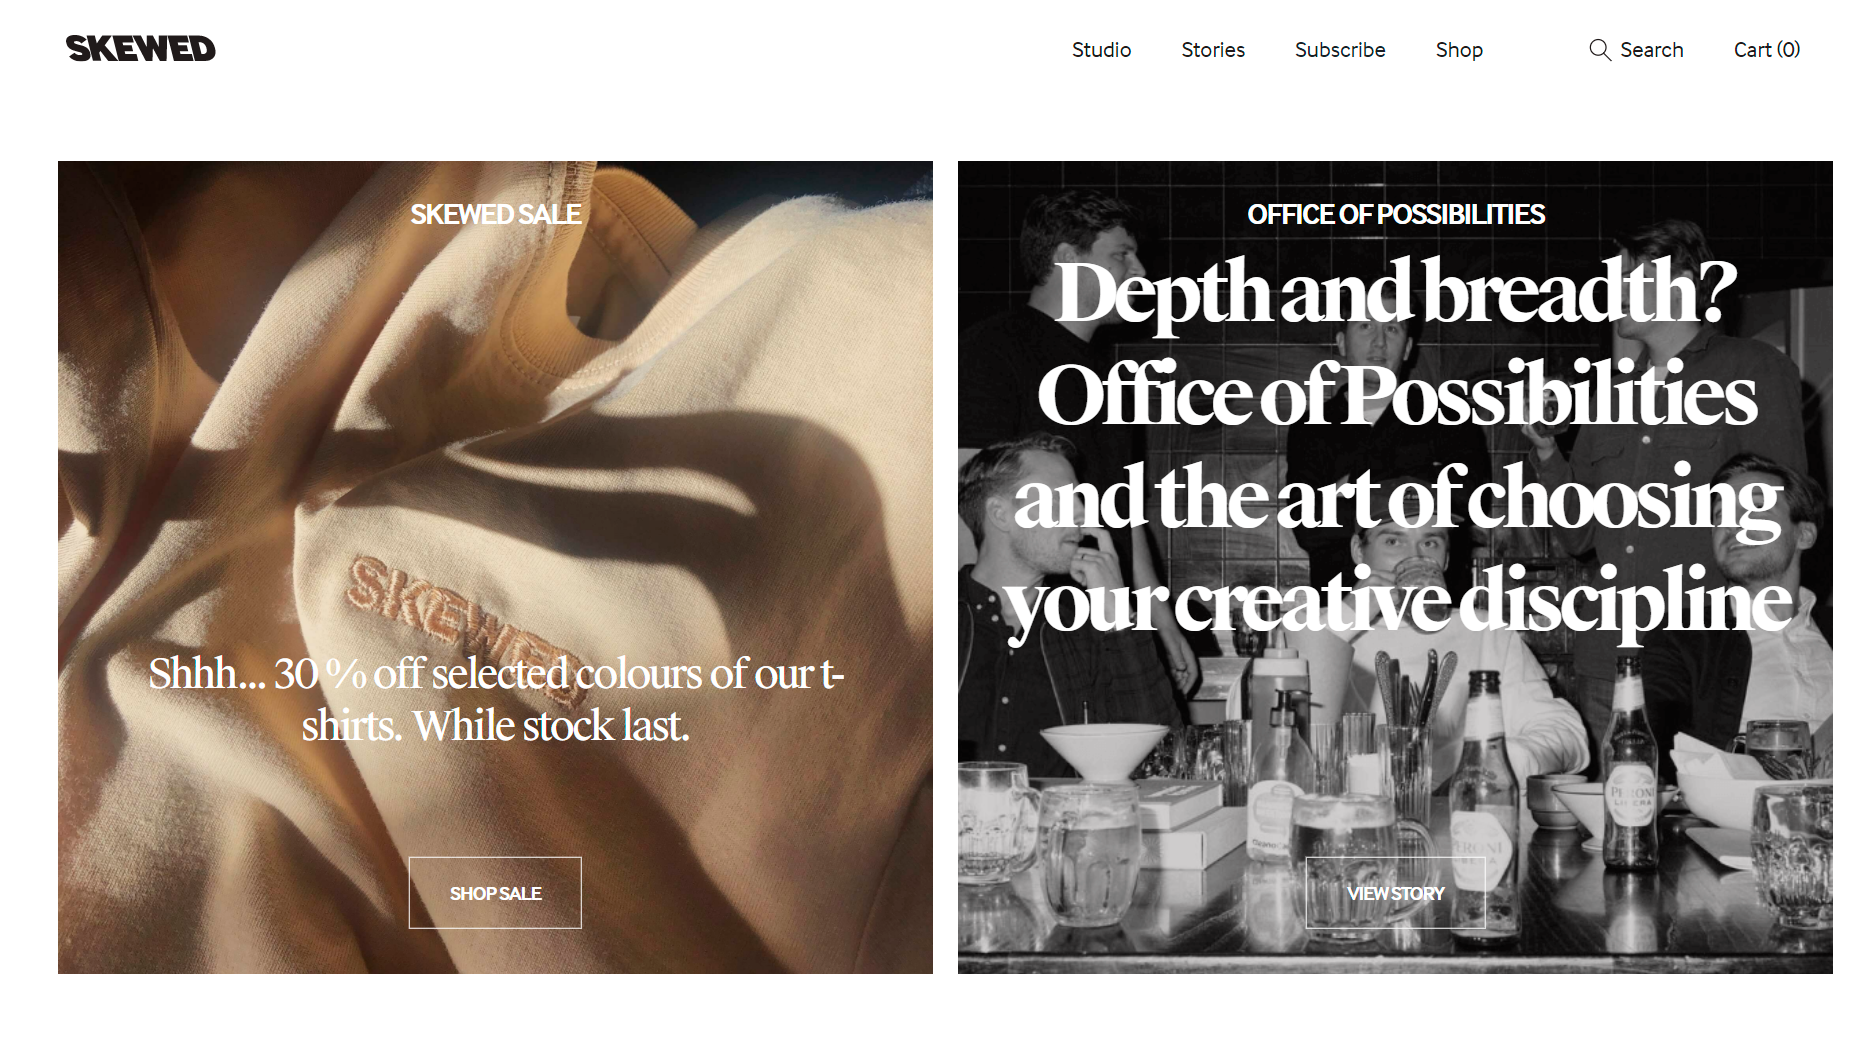 SKEWED
Studio
Stories
Subscribe
Shop
Search
Cart (0)
SKEWED SALE
SKEWED
Shhh... 30 % off selected colours of our t-
shirts. While stock last.
SHOP SALE
OFFICE OF POSSIBILITIES
Depth and breadth?
Office of Possibilities
and the art of choosing
your creative discipline
PERONI
PERONI
VIEW STORY